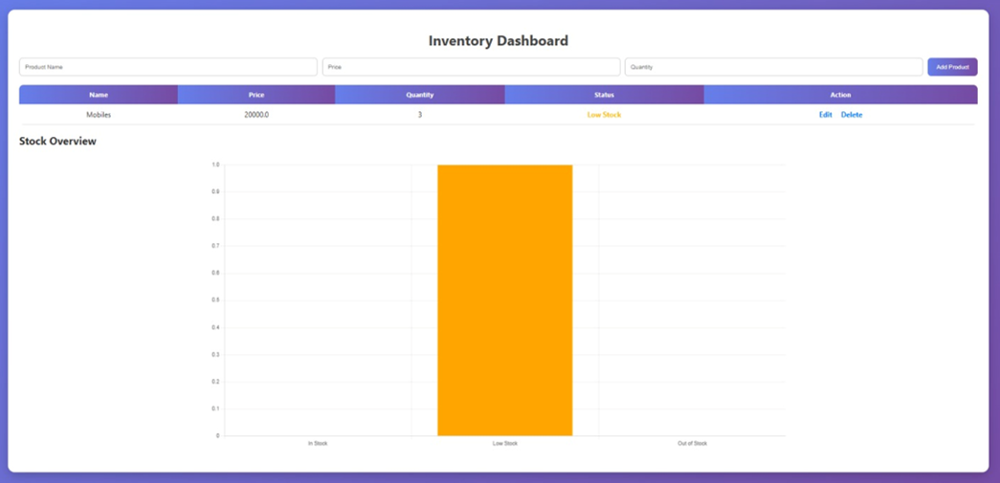 Inventory Dashboard
Product Name Price Quantity Add Product
Name Price Quantity Status Action
Mobiles 20000.0 3 Low Stock Edit Delete
Stock Overview
1.0
0.9
0.8
0.7
0.6
0.5
0.4
0.3
0.2
0.1
0
In Stock Low Stock Out of Stock